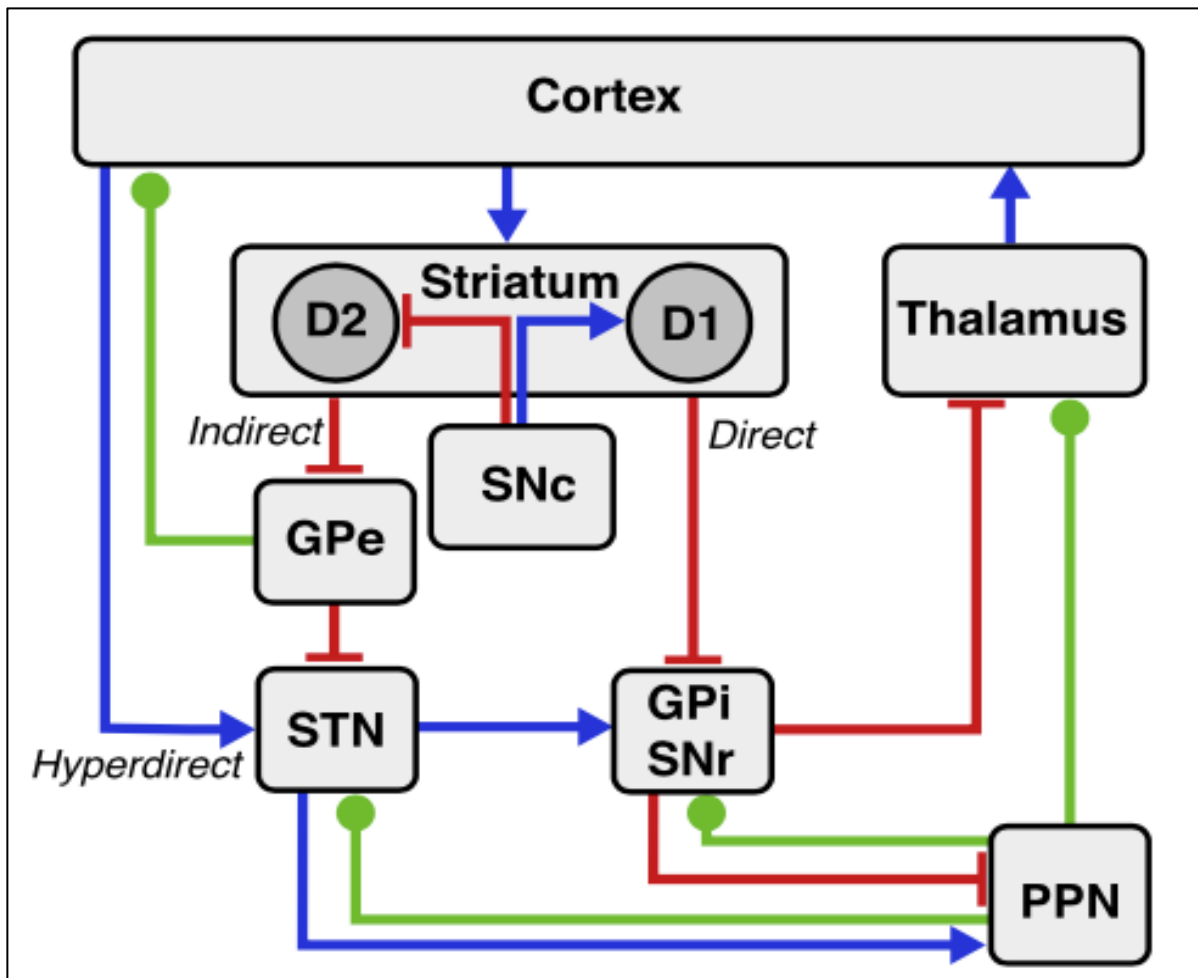 Cortex
Striatum
D2
D1
Thalamus
Indirect
Direct
SNc
GPe
STN
GPi
SNr
Hyperdirect
PPN